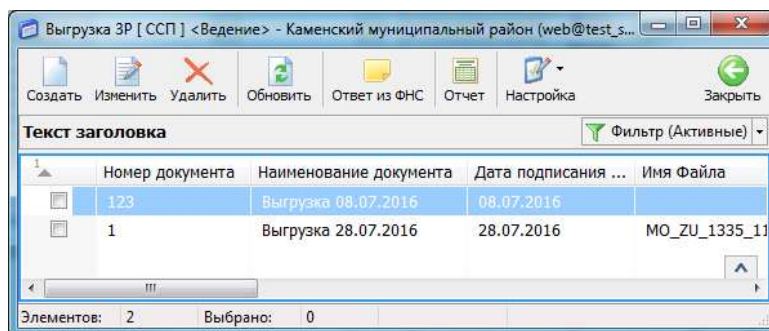 Выгрузка ЗР [ ССП ] <Ведение> - Каменский муниципальный район (web@test_s...
Создать Изменить Удалить Обновить Ответ из ФНС Отчет Настройка Закрыть
Текст заголовка Фильтр (Активные)
1 Номер документа Наименование документа Дата подписания ... Имя Файла
123 Выгрузка 08.07.2016 08.07.2016
1 Выгрузка 28.07.2016 28.07.2016 MO_ZU_1335_11
Элементов: 2 Выбрано: 0